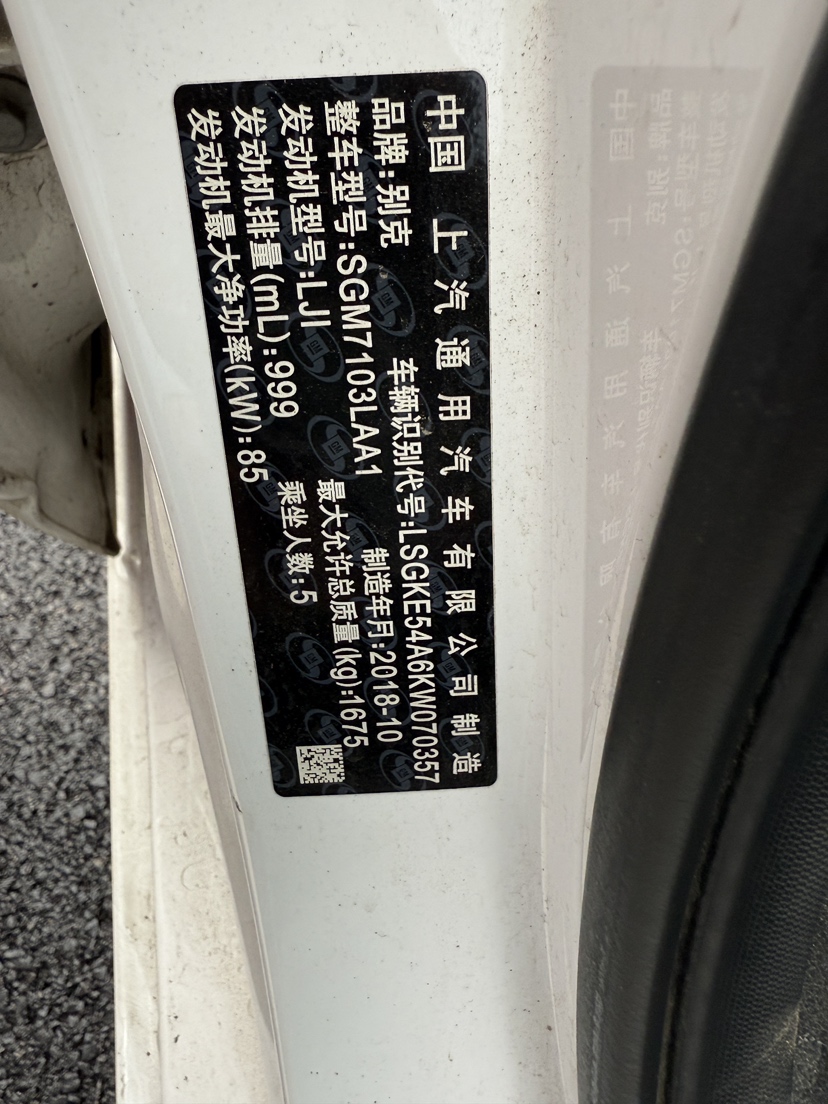 中国 上汽通用汽车有限公司制造
品牌:别克
车辆识别代号:LSGKE54A6KW070357
整车型号:SGM7103LAA1
制造年月:2018-10
发动机型号:LJI
最大允许总质量(kg):1675
发动机排量(mL):999
乘坐人数:5
发动机最大净功率(kW):85